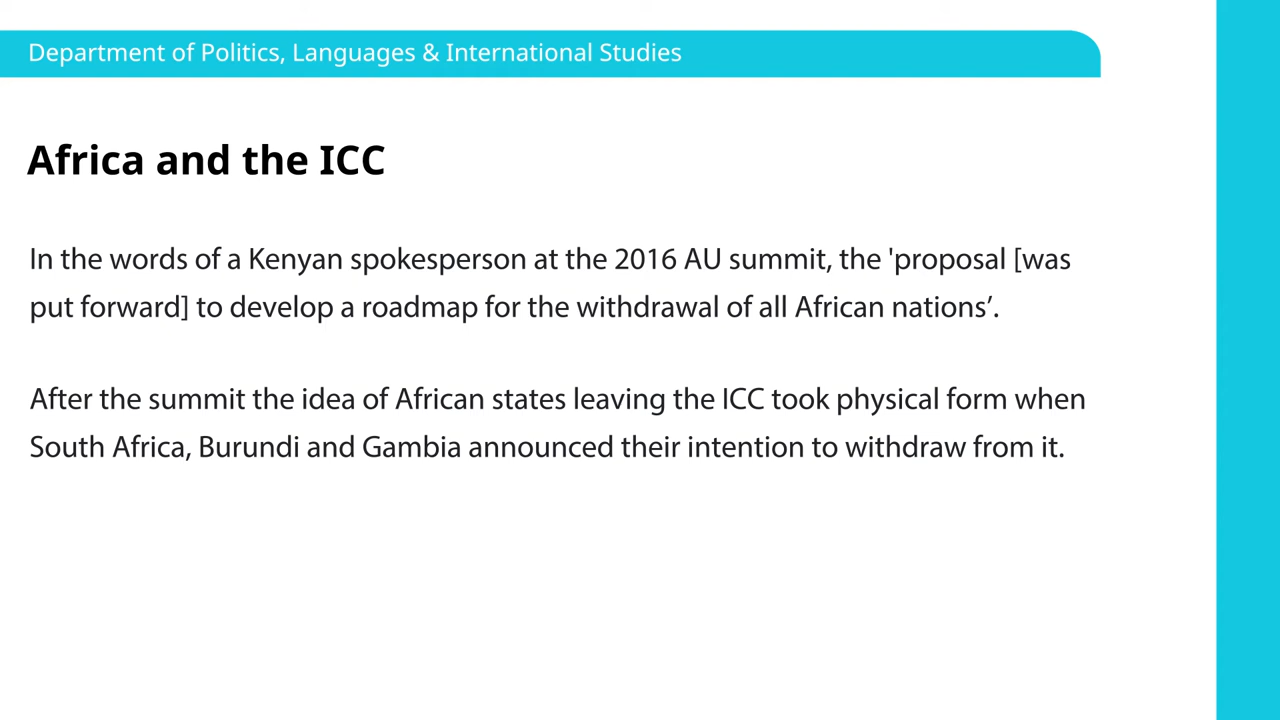 Department of Politics, Languages & International Studies
Africa and the ICC
In the words of a Kenyan spokesperson at the 2016 AU summit, the 'proposal [was
put forward] to develop a roadmap for the withdrawal of all African nations’.
After the summit the idea of African states leaving the ICC took physical form when
South Africa, Burundi and Gambia announced their intention to withdraw from it.